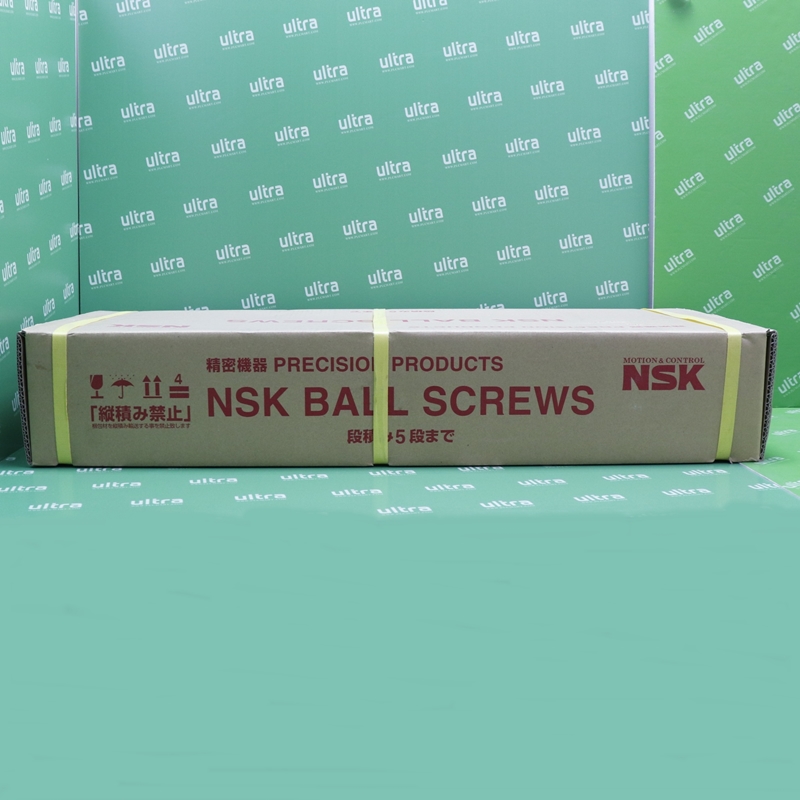 精密機器 PRECISION PRODUCTS
MOTION & CONTROL
NSK
4
「縦積み禁止」
NSK BALL SCREWS
段積み5段まで
NSK
ultra